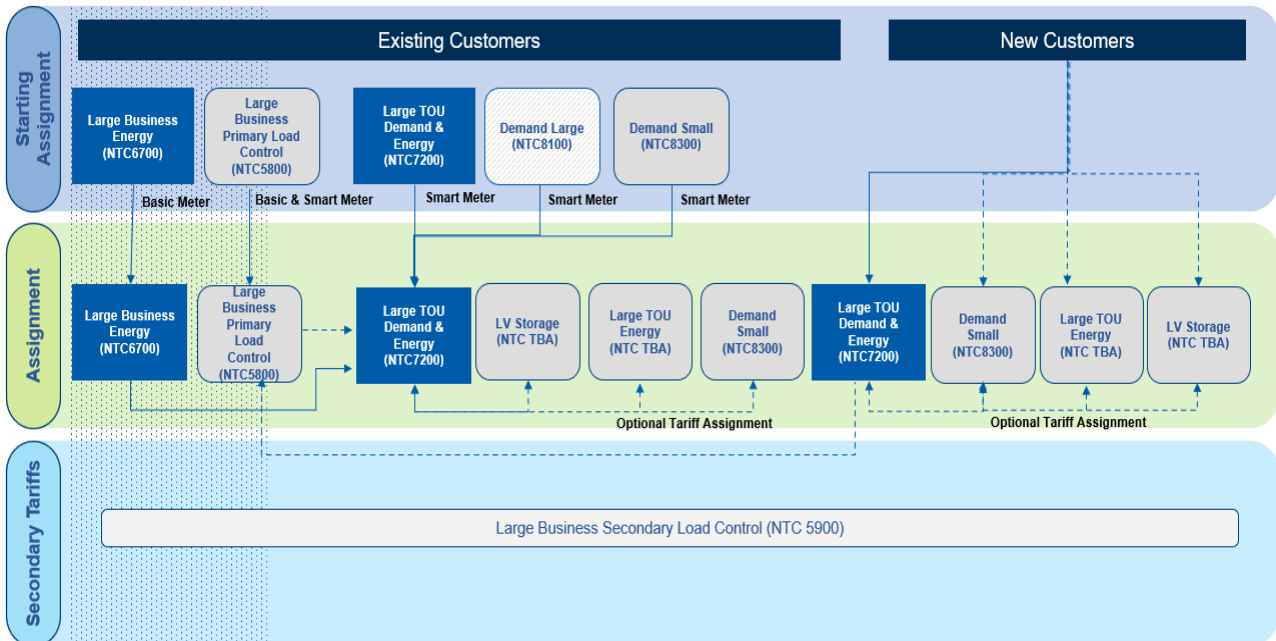 Existing Customers
New Customers
Starting
Assignment
Large Business
Energy
(NTC6700)
Large
Business
Primary Load
Control
(NTC5800)
Large TOU
Demand &
Energy
(NTC7200)
Demand Large
(NTC8100)
Demand Small
(NTC8300)
Basic Meter
Basic & Smart Meter
Smart Meter
Smart Meter
Smart Meter
Assignment
Large Business
Energy
(NTC6700)
Large
Business
Primary
Load
Control
(NTC5800)
Large TOU
Demand &
Energy
(NTC7200)
LV Storage
(NTC TBA)
Large TOU
Energy
(NTC TBA)
Demand
Small
(NTC8300)
Large TOU
Demand &
Energy
(NTC7200)
Demand
Small
(NTC8300)
Large TOU
Energy
(NTC TBA)
LV Storage
(NTC TBA)
Optional Tariff Assignment
Optional Tariff Assignment
Secondary Tariffs
Large Business Secondary Load Control (NTC 5900)